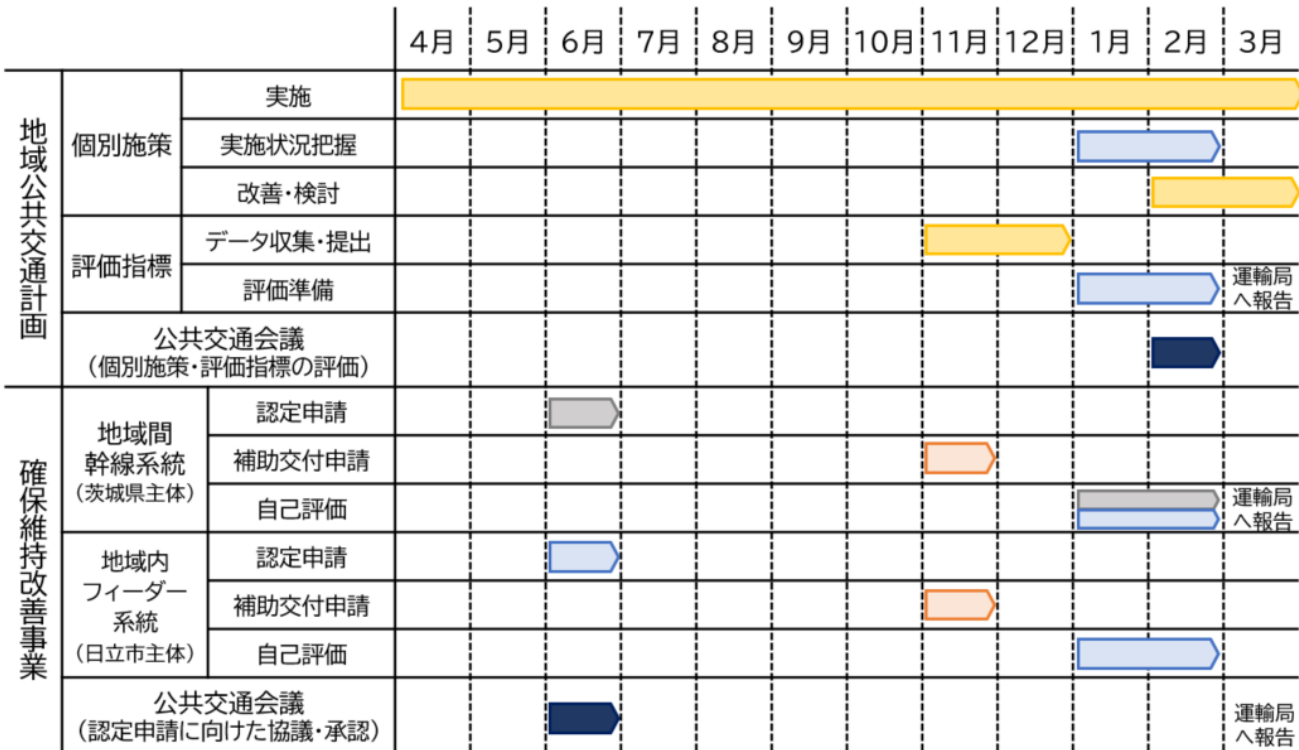 4月 5月 6月 7月 8月 9月 10月 11月 12月 1月 2月 3月
地域公共交通計画
個別施策
実施
実施状況把握
改善・検討
評価指標
データ収集・提出
評価準備
運輸局
へ報告
公共交通会議
（個別施策・評価指標の評価）
確保維持改善事業
地域間
幹線系統
（茨城県主体）
認定申請
補助交付申請
自己評価
運輸局
へ報告
地域内
フィーダー
系統
（日立市主体）
認定申請
補助交付申請
自己評価
公共交通会議
（認定申請に向けた協議・承認）
運輸局
へ報告